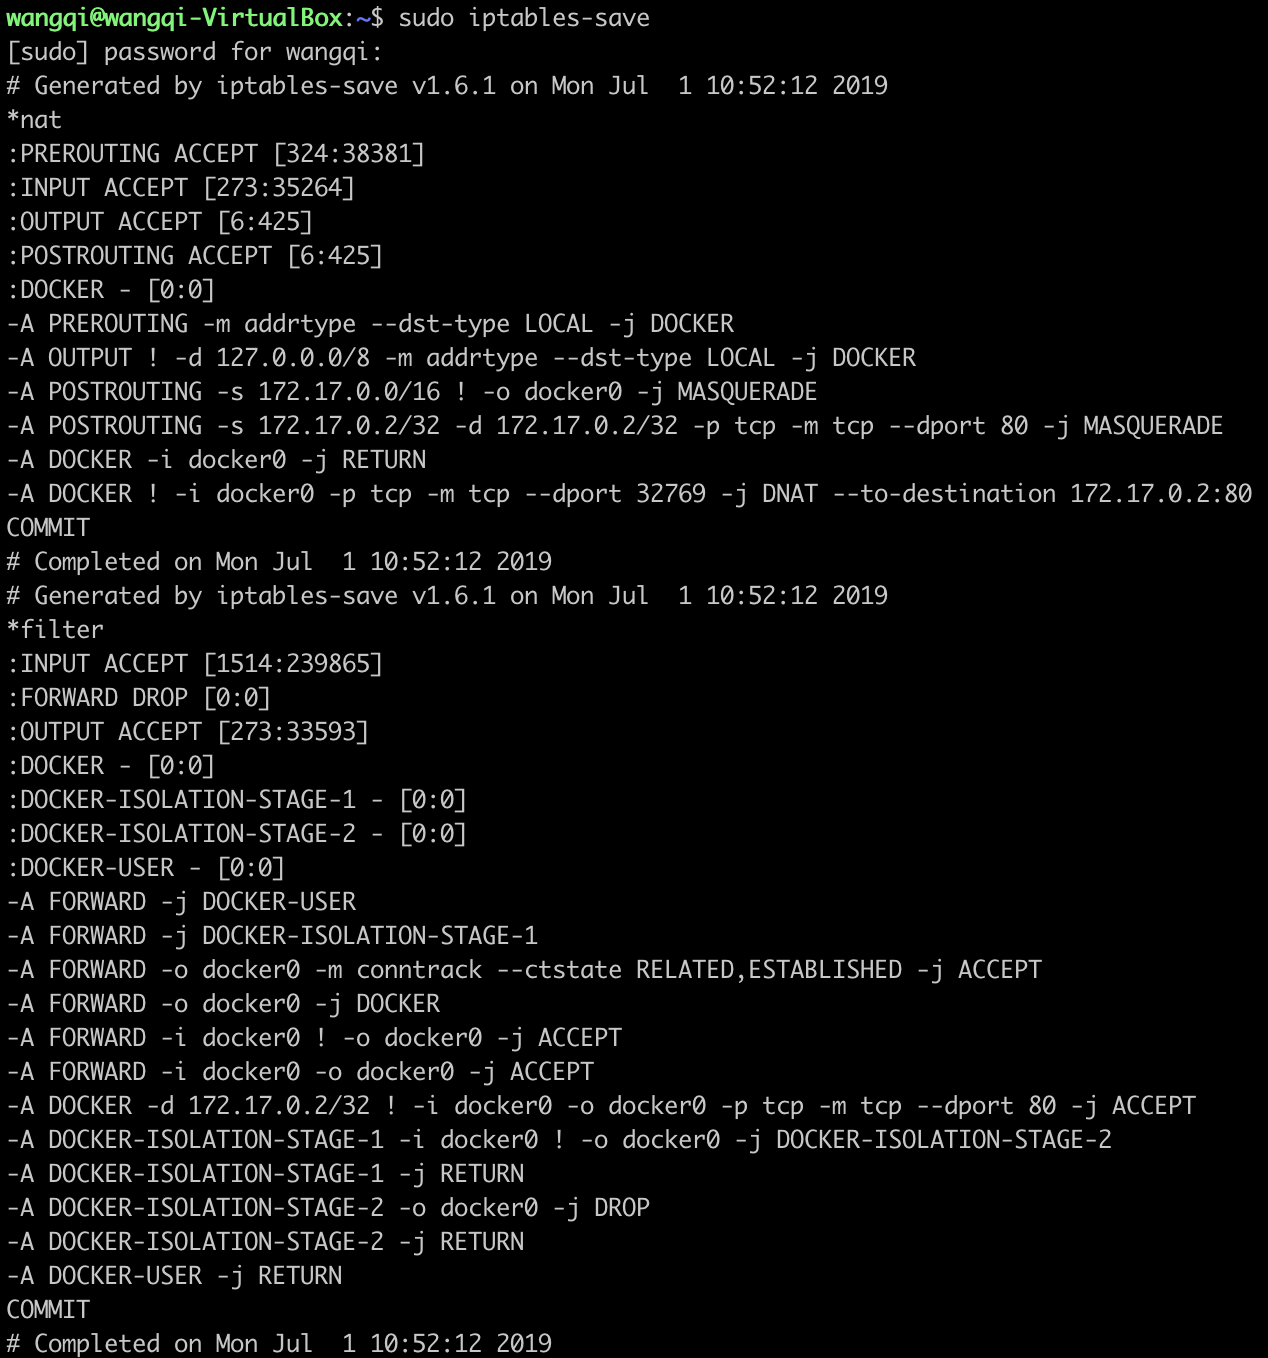 wangqi@wangqi-VirtualBox:~$ sudo iptables-save
[sudo] password for wangqi:
# Generated by iptables-save v1.6.1 on Mon Jul  1 10:52:12 2019
*nat
:PREROUTING ACCEPT [324:38381]
:INPUT ACCEPT [273:35264]
:OUTPUT ACCEPT [6:425]
:POSTROUTING ACCEPT [6:425]
:DOCKER - [0:0]
-A PREROUTING -m addrtype --dst-type LOCAL -j DOCKER
-A OUTPUT ! -d 127.0.0.0/8 -m addrtype --dst-type LOCAL -j DOCKER
-A POSTROUTING -s 172.17.0.0/16 ! -o docker0 -j MASQUERADE
-A POSTROUTING -s 172.17.0.2/32 -d 172.17.0.2/32 -p tcp -m tcp --dport 80 -j MASQUERADE
-A DOCKER -i docker0 -j RETURN
-A DOCKER ! -i docker0 -p tcp -m tcp --dport 32769 -j DNAT --to-destination 172.17.0.2:80
COMMIT
# Completed on Mon Jul  1 10:52:12 2019
# Generated by iptables-save v1.6.1 on Mon Jul  1 10:52:12 2019
*filter
:INPUT ACCEPT [1514:239865]
:FORWARD DROP [0:0]
:OUTPUT ACCEPT [273:33593]
:DOCKER - [0:0]
:DOCKER-ISOLATION-STAGE-1 - [0:0]
:DOCKER-ISOLATION-STAGE-2 - [0:0]
:DOCKER-USER - [0:0]
-A FORWARD -j DOCKER-USER
-A FORWARD -j DOCKER-ISOLATION-STAGE-1
-A FORWARD -o docker0 -m conntrack --ctstate RELATED,ESTABLISHED -j ACCEPT
-A FORWARD -o docker0 -j DOCKER
-A FORWARD -i docker0 ! -o docker0 -j ACCEPT
-A FORWARD -i docker0 -o docker0 -j ACCEPT
-A DOCKER -d 172.17.0.2/32 ! -i docker0 -o docker0 -p tcp -m tcp --dport 80 -j ACCEPT
-A DOCKER-ISOLATION-STAGE-1 -i docker0 ! -o docker0 -j DOCKER-ISOLATION-STAGE-2
-A DOCKER-ISOLATION-STAGE-1 -j RETURN
-A DOCKER-ISOLATION-STAGE-2 -o docker0 -j DROP
-A DOCKER-ISOLATION-STAGE-2 -j RETURN
-A DOCKER-USER -j RETURN
COMMIT
# Completed on Mon Jul  1 10:52:12 2019